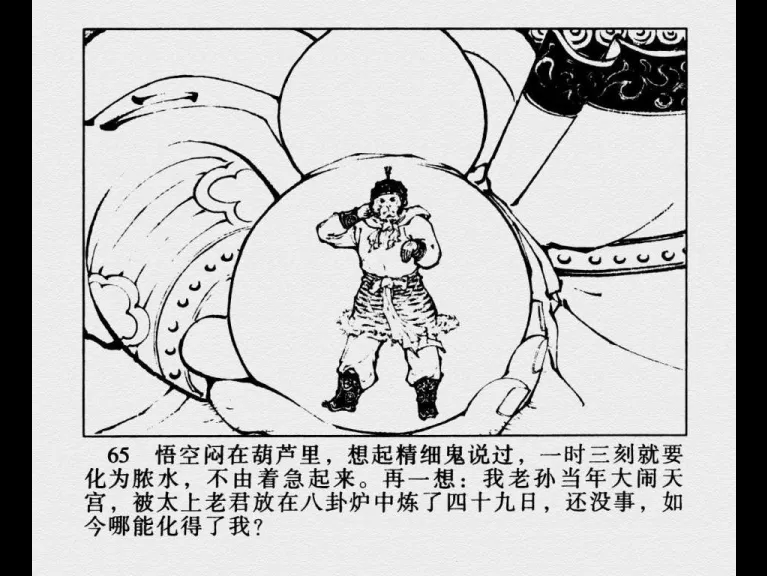 65 悟空闷在葫芦里，想起精细鬼说过，一时三刻就要
化为脓水，不由着急起来。再一想：我老孙当年大闹天
宫，被太上老君放在八卦炉中炼了四十九日，还没事，如
今哪能化得了我？